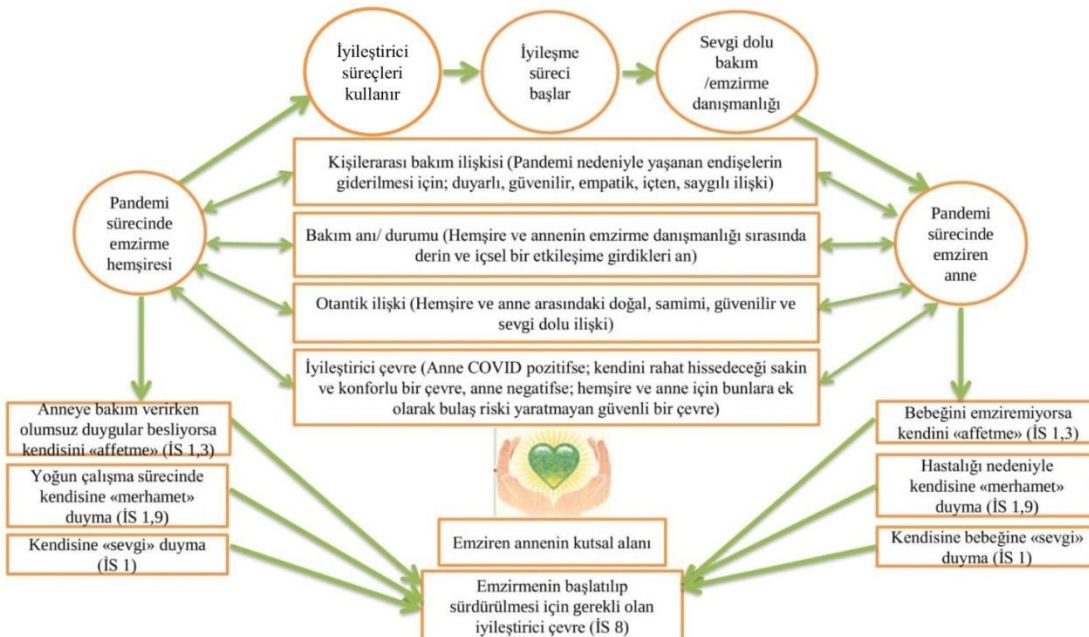 İyileştirici
süreçleri
kullanır
İyileşme
süreci
başlar
Sevgi dolu
bakım
/emzirme
danışmanlığı
Pandemi
sürecinde
emzirme
hemşiresi
Kişilerarası bakım ilişkisi (Pandemi nedeniyle yaşanan endişelerin
giderilmesi için; duyarlı, güvenilir, empatik, içten, saygılı ilişki)
Bakım anı/ durumu (Hemşire ve annenin emzirme danışmanlığı sırasında
derin ve içsel bir etkileşime girdikleri an)
Otantik ilişki (Hemşire ve anne arasındaki doğal, samimi, güvenilir ve
sevgi dolu ilişki)
İyileştirici çevre (Anne COVID pozitifse; kendini rahat hissedeceği sakin
ve konforlu bir çevre, anne negatifse; hemşire ve anne için bunlara ek
olarak bulaş riski yaratmayan güvenli bir çevre)
Pandemi
sürecinde
emziren
anne
Anneye bakım verirken
olumsuz duygular besliyorsa
kendisini «affetme» (İS 1,3)
Yoğun çalışma sürecinde
kendisine «merhamet»
duyma (İS 1,9)
Kendisine «sevgi» duyma
(İS 1)
Emziren annenin kutsal alanı
Emzirmenin başlatılıp
sürdürülmesi için gerekli olan
iyileştirici çevre (İS 8)
Bebeğini emziremiyorsa
kendini «affetme» (İS 1,3)
Hastalığı nedeniyle
kendisine «merhamet»
duyma (İS 1,9)
Kendisine bebeğine «sevgi»
duyma (İS 1)